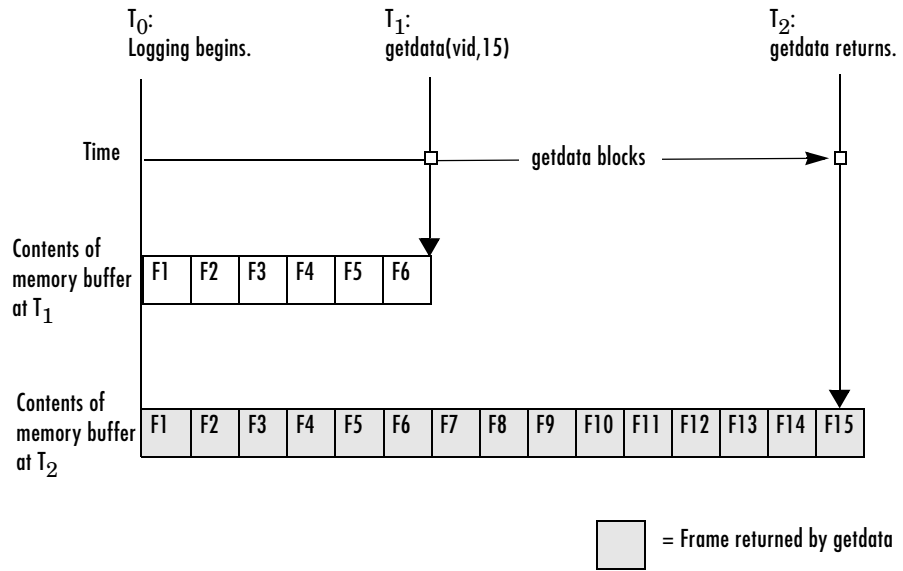 T0:
Logging begins.
T1:
getdata(vid,15)
T2:
getdata returns.
Time
getdata blocks
Contents of
memory buffer
at T1
F1 F2 F3 F4 F5 F6
Contents of
memory buffer
at T2
F1 F2 F3 F4 F5 F6 F7 F8 F9 F10 F11 F12 F13 F14 F15
= Frame returned by getdata